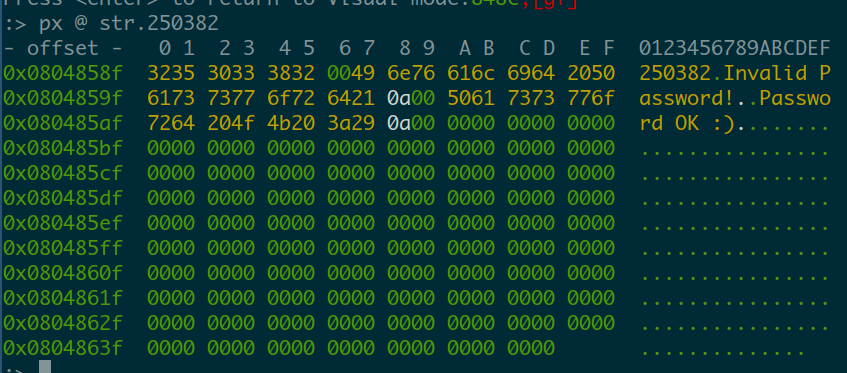 Press <enter> to return to Visual mode:848c;[gf]
:> px @ str.250382
- offset -   0 1  2 3  4 5  6 7  8 9  A B  C D  E F  0123456789ABCDEF
0x0804858f  3235 3033 3832 0049 6e76 616c 6964 2050  250382.Invalid P
0x0804859f  6173 7377 6f72 6421 0a00 5061 7373 776f  assword!..Passwo
0x080485af  7264 204f 4b20 3a29 0a00 0000 0000 0000  rd OK :)........
0x080485bf  0000 0000 0000 0000 0000 0000 0000 0000  ................
0x080485cf  0000 0000 0000 0000 0000 0000 0000 0000  ................
0x080485df  0000 0000 0000 0000 0000 0000 0000 0000  ................
0x080485ef  0000 0000 0000 0000 0000 0000 0000 0000  ................
0x080485ff  0000 0000 0000 0000 0000 0000 0000 0000  ................
0x0804860f  0000 0000 0000 0000 0000 0000 0000 0000  ................
0x0804861f  0000 0000 0000 0000 0000 0000 0000 0000  ................
0x0804862f  0000 0000 0000 0000 0000 0000 0000 0000  ................
0x0804863f  0000 0000 0000 0000 0000 0000 0000       ..............
:>